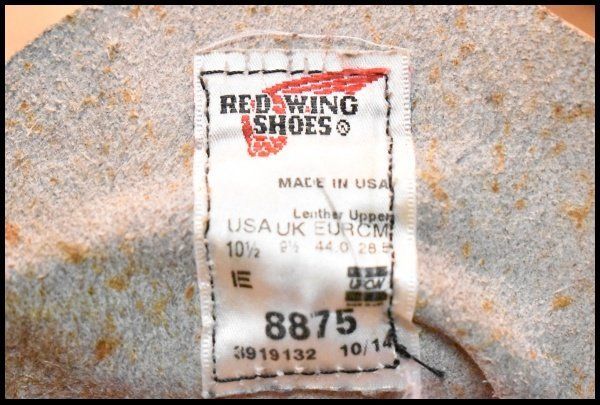 RED WING
SHOES®
MADE IN USA
Leather Upper
USA UK EUR CM
10½ 9½ 44.0 28.5
E
8875
3919132 10/14